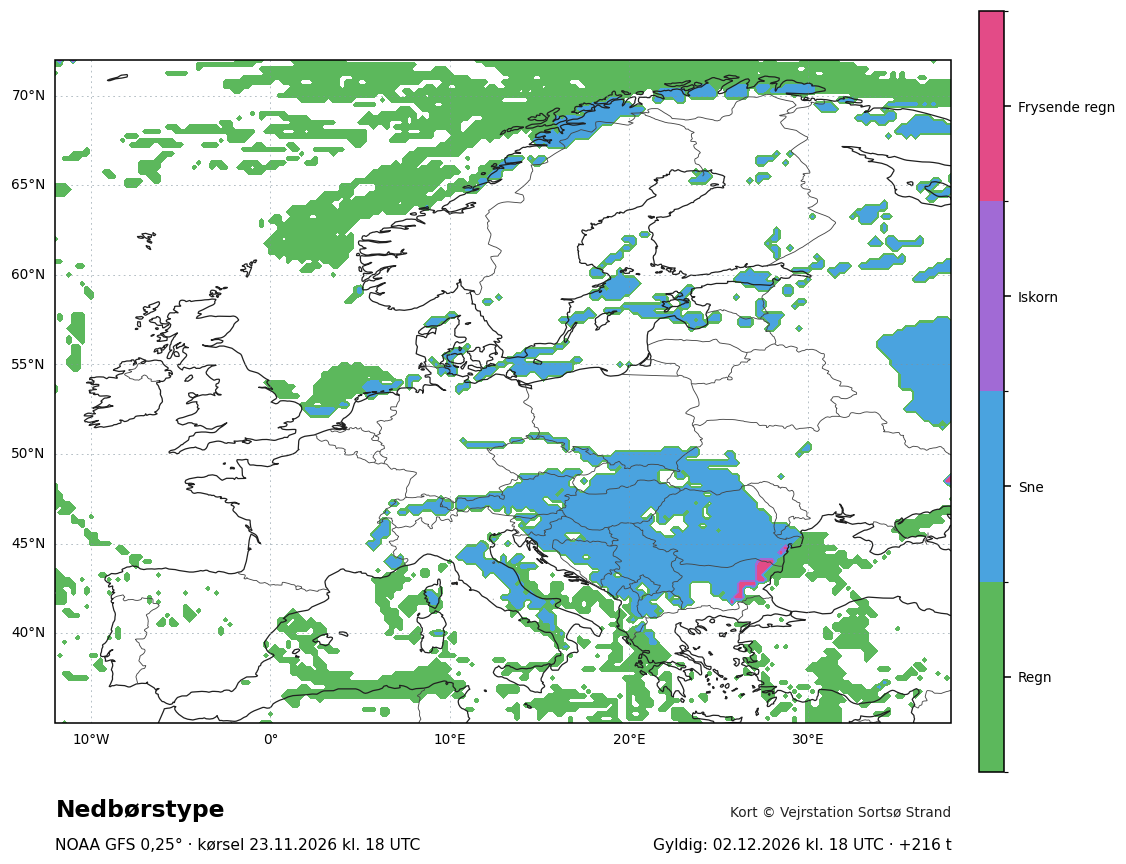 70°N
65°N
60°N
55°N
50°N
45°N
40°N
10°W
0°
10°E
20°E
30°E
Frysende regn
Iskorn
Sne
Regn
Nedbørstype
Kort © Vejrstation Sortsø Strand
NOAA GFS 0,25° · kørsel 23.11.2026 kl. 18 UTC
Gyldig: 02.12.2026 kl. 18 UTC · +216 t